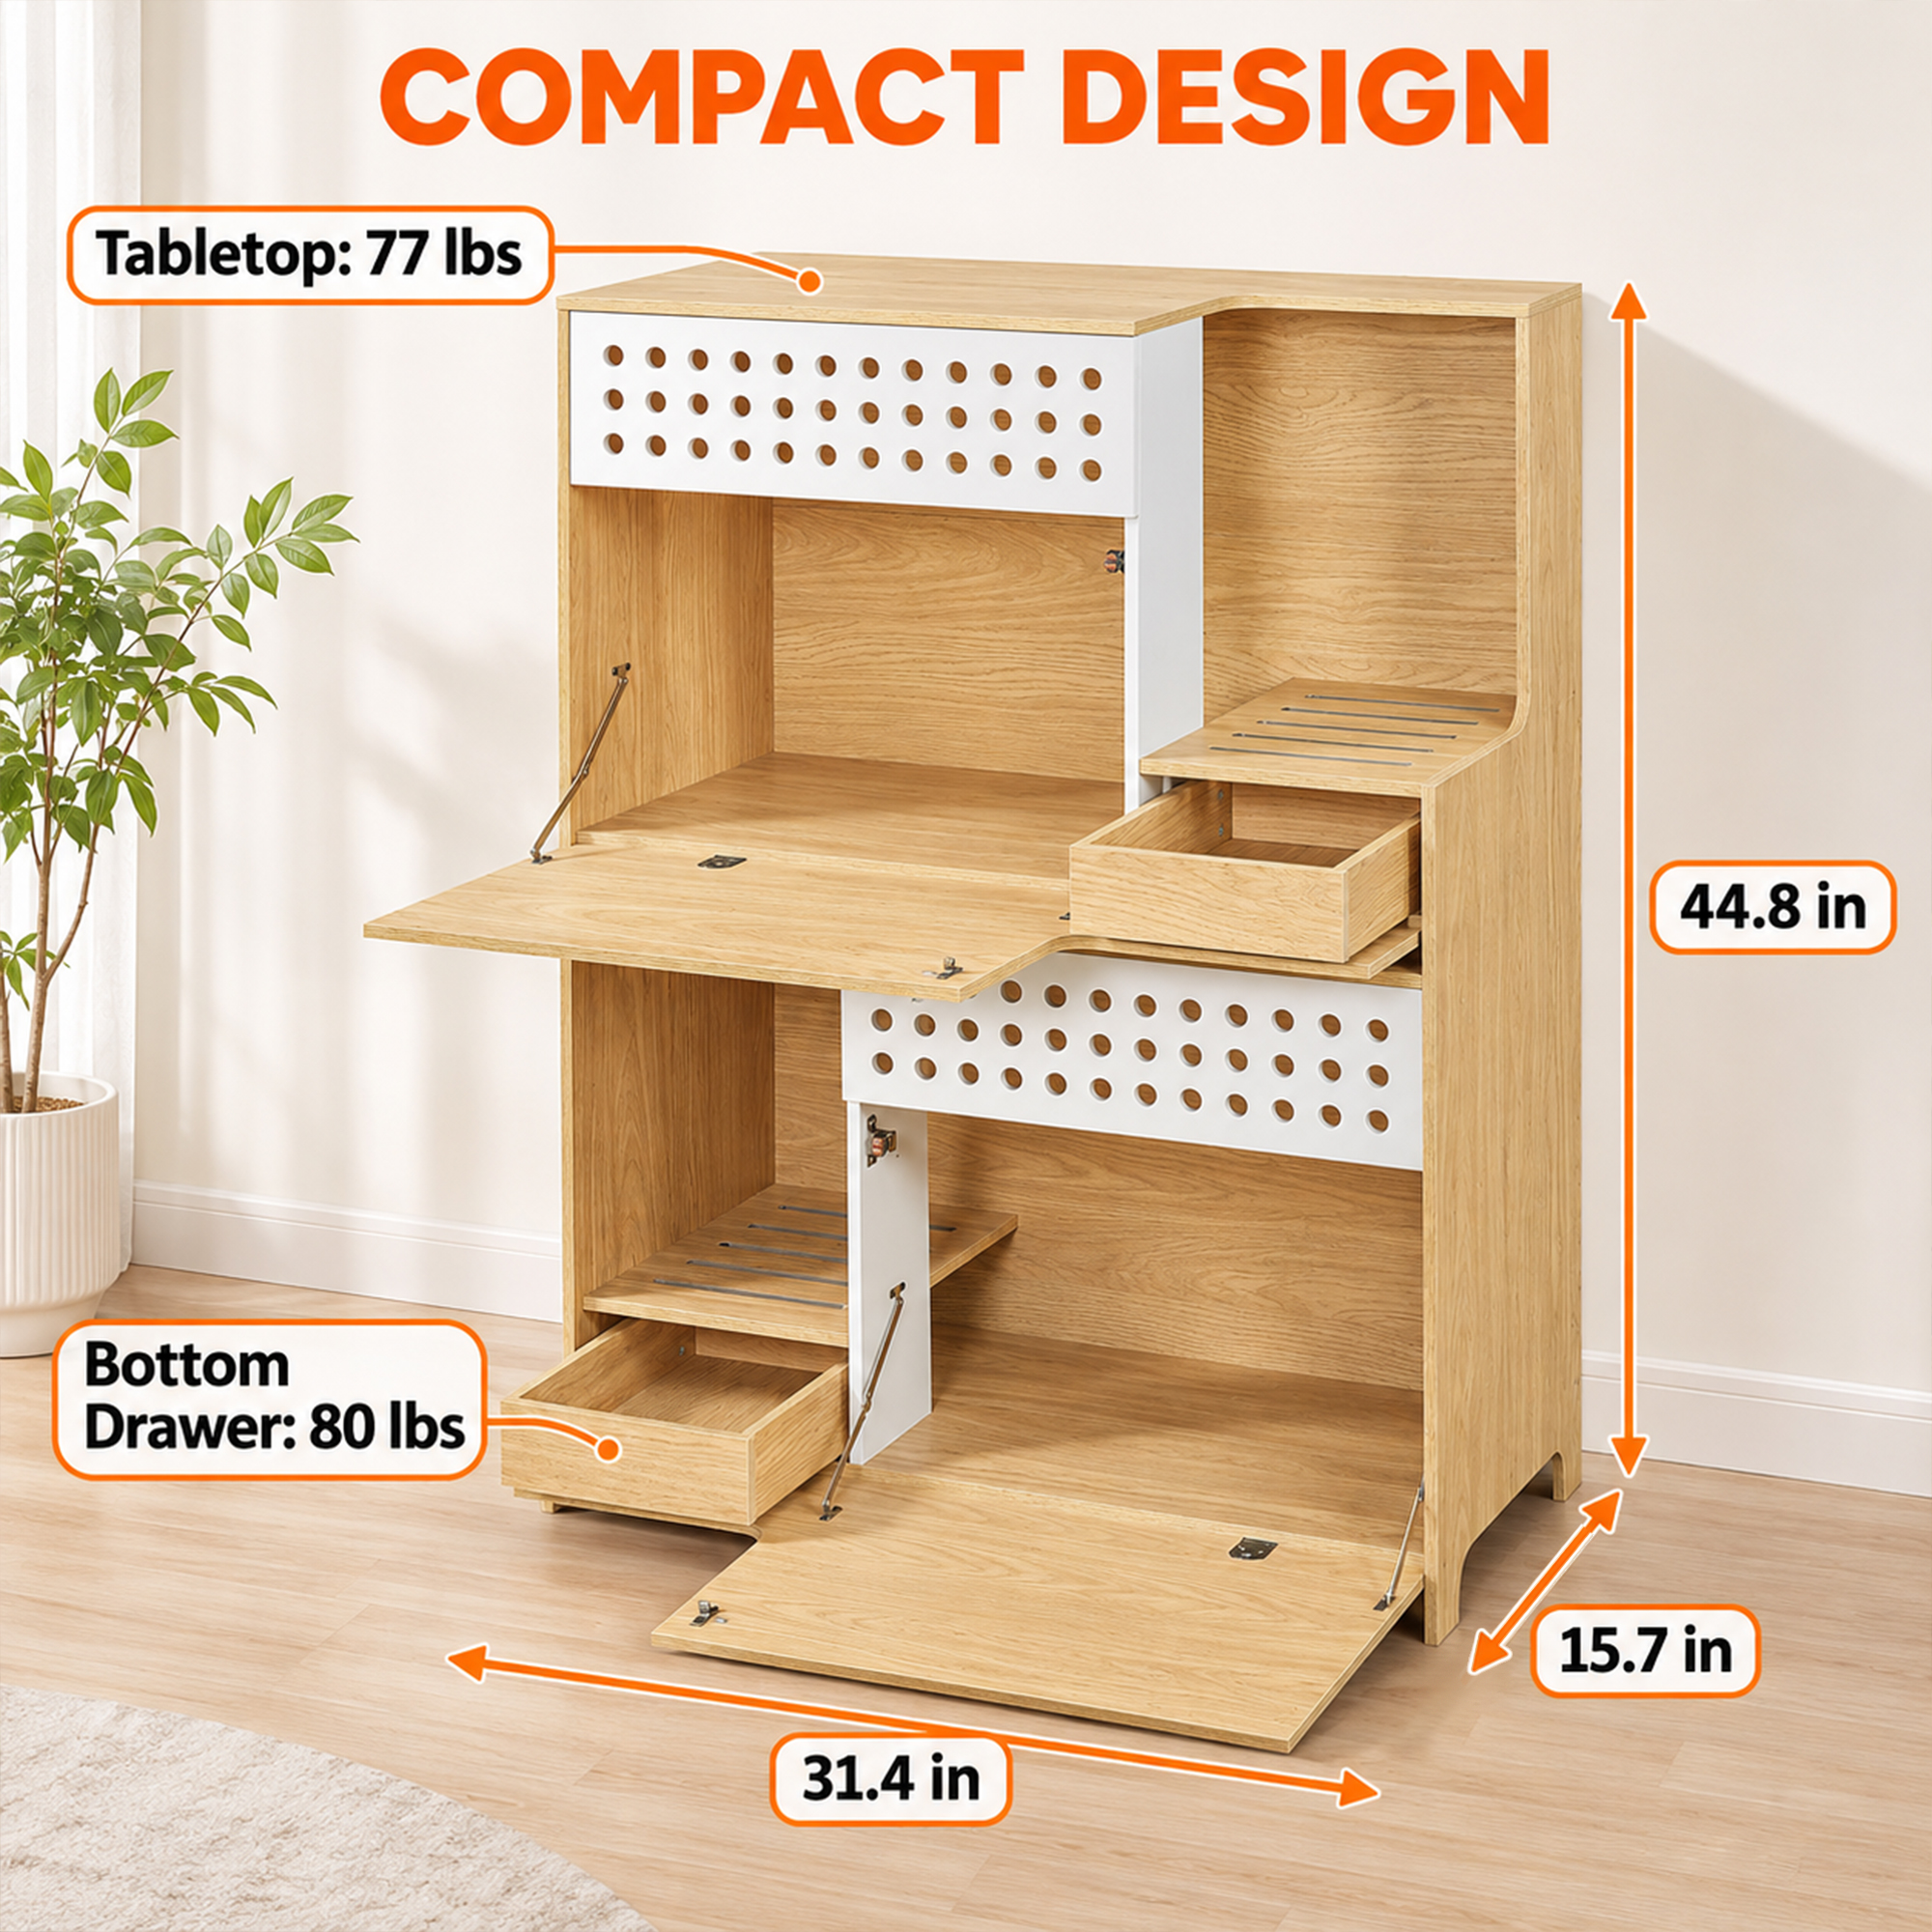 COMPACT DESIGN
Tabletop: 77 lbs
44.8 in
Bottom
Drawer: 80 lbs
15.7 in
31.4 in